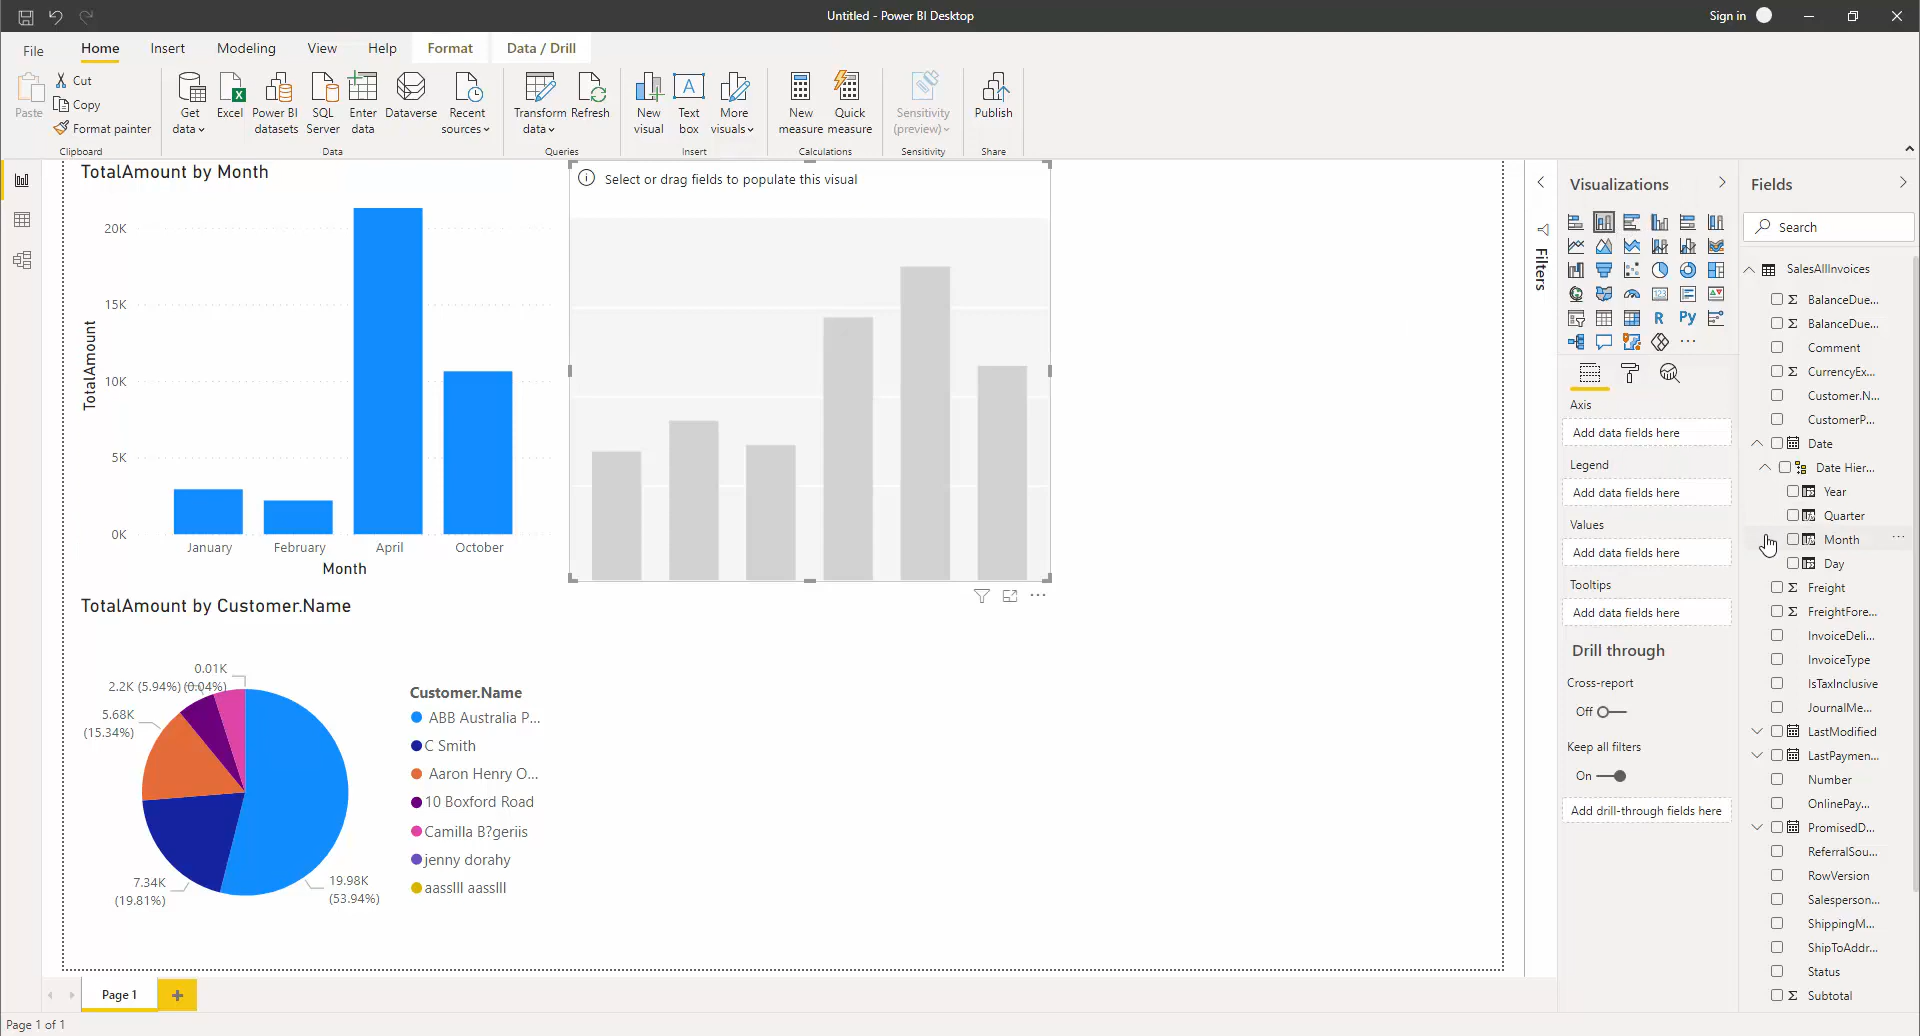 Untitled - Power BI Desktop
Sign in
File
Home
Insert
Modeling
View
Help
Format
Data / Drill
Paste
Cut
Copy
Format painter
Clipboard
Get data
Excel
Power BI datasets
SQL Server
Enter data
Dataverse
Recent sources
Data
Transform data
Refresh
Queries
New visual
Text box
More visuals
Insert
New measure
Quick measure
Calculations
Sensitivity (preview)
Sensitivity
Publish
Share
TotalAmount by Month
20K
15K
10K
5K
0K
TotalAmount
January
February
April
October
Month
Select or drag fields to populate this visual
TotalAmount by Customer.Name
0.01K
(0.04%)
2.2K (5.94%)
5.68K
(15.34%)
7.34K
(19.81%)
19.98K
(53.94%)
Customer.Name
ABB Australia P...
C Smith
Aaron Henry O...
10 Boxford Road
Camilla B?geriis
jenny dorahy
aasslll aasslll
Filters
Visualizations
R
Py
123
Axis
Add data fields here
Legend
Add data fields here
Values
Add data fields here
Tooltips
Add data fields here
Drill through
Cross-report
Off
Keep all filters
On
Add drill-through fields here
Fields
Search
SalesAllInvoices
Σ BalanceDue...
Σ BalanceDue...
Comment
Σ CurrencyEx...
Customer.N...
CustomerP...
Date
Date Hier...
Year
Quarter
Month
Day
Σ Freight
Σ FreightFore...
InvoiceDeli...
InvoiceType
IsTaxInclusive
JournalMe...
LastModified
LastPaymen...
Number
OnlinePay...
PromisedD...
ReferralSou...
RowVersion
Salesperson...
ShippingM...
ShipToAddr...
Status
Σ Subtotal
Page 1
Page 1 of 1